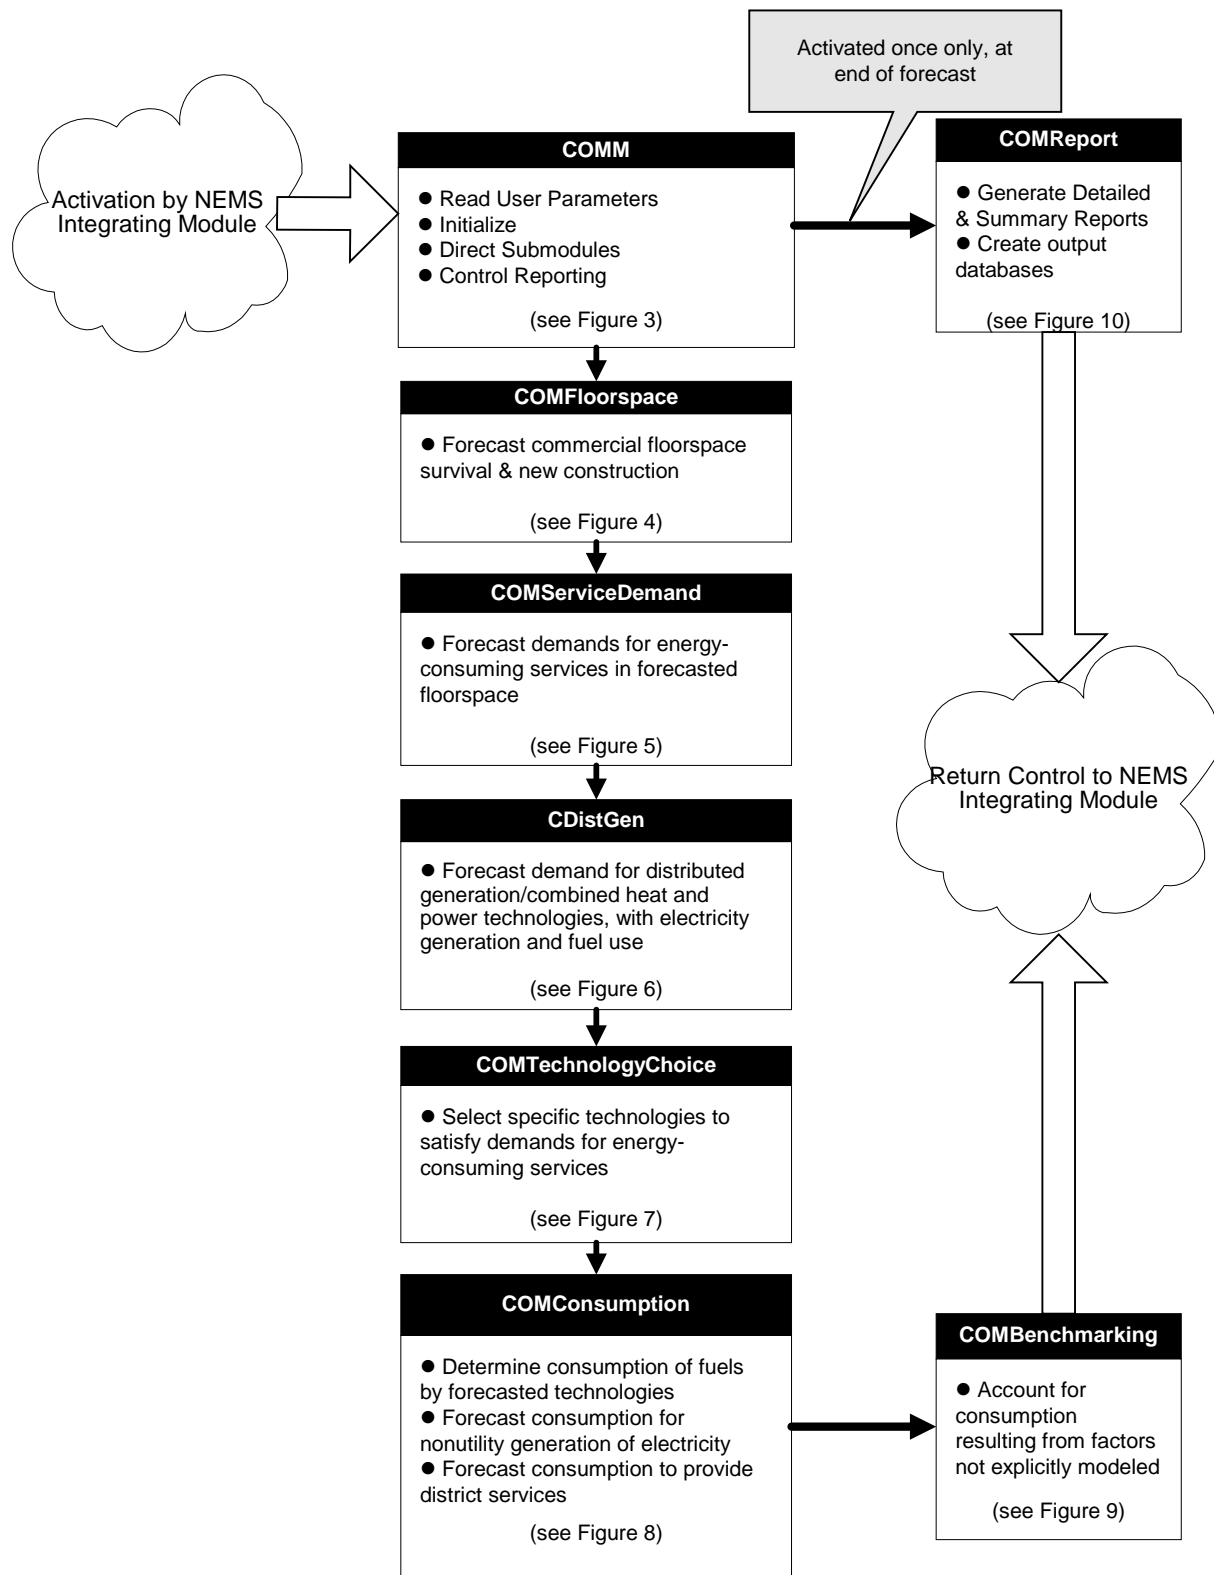 Activated once only, at
end of forecast
Activation by NEMS
Integrating Module
COMM
● Read User Parameters
● Initialize
● Direct Submodules
● Control Reporting
(see Figure 3)
COMReport
● Generate Detailed
& Summary Reports
● Create output
databases
(see Figure 10)
COMFloorspace
● Forecast commercial floorspace
survival & new construction
(see Figure 4)
COMServiceDemand
● Forecast demands for energy-
consuming services in forecasted
floorspace
(see Figure 5)
CDistGen
● Forecast demand for distributed
generation/combined heat and
power technologies, with electricity
generation and fuel use
(see Figure 6)
COMTechnologyChoice
● Select specific technologies to
satisfy demands for energy-
consuming services
(see Figure 7)
COMConsumption
● Determine consumption of fuels
by forecasted technologies
● Forecast consumption for
nonutility generation of electricity
● Forecast consumption to provide
district services
(see Figure 8)
COMBenchmarking
● Account for
consumption
resulting from factors
not explicitly modeled
(see Figure 9)
Return Control to NEMS
Integrating Module